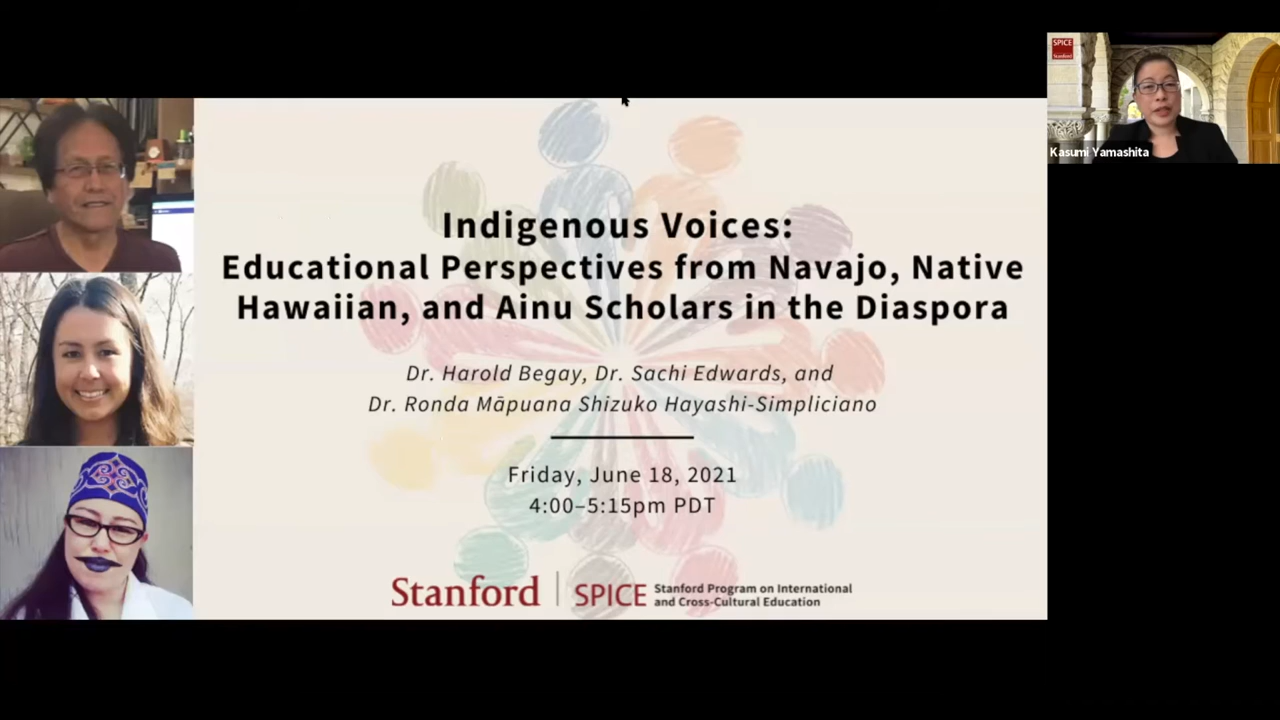 Indigenous Voices:
Educational Perspectives from Navajo, Native
Hawaiian, and Ainu Scholars in the Diaspora
Dr. Harold Begay, Dr. Sachi Edwards, and
Dr. Ronda Māpuana Shizuko Hayashi-Simpliciano
Friday, June 18, 2021
4:00–5:15pm PDT
Stanford | SPICE Stanford Program on International
and Cross-Cultural Education
SPICE
Stanford
Kasumi Yamashita